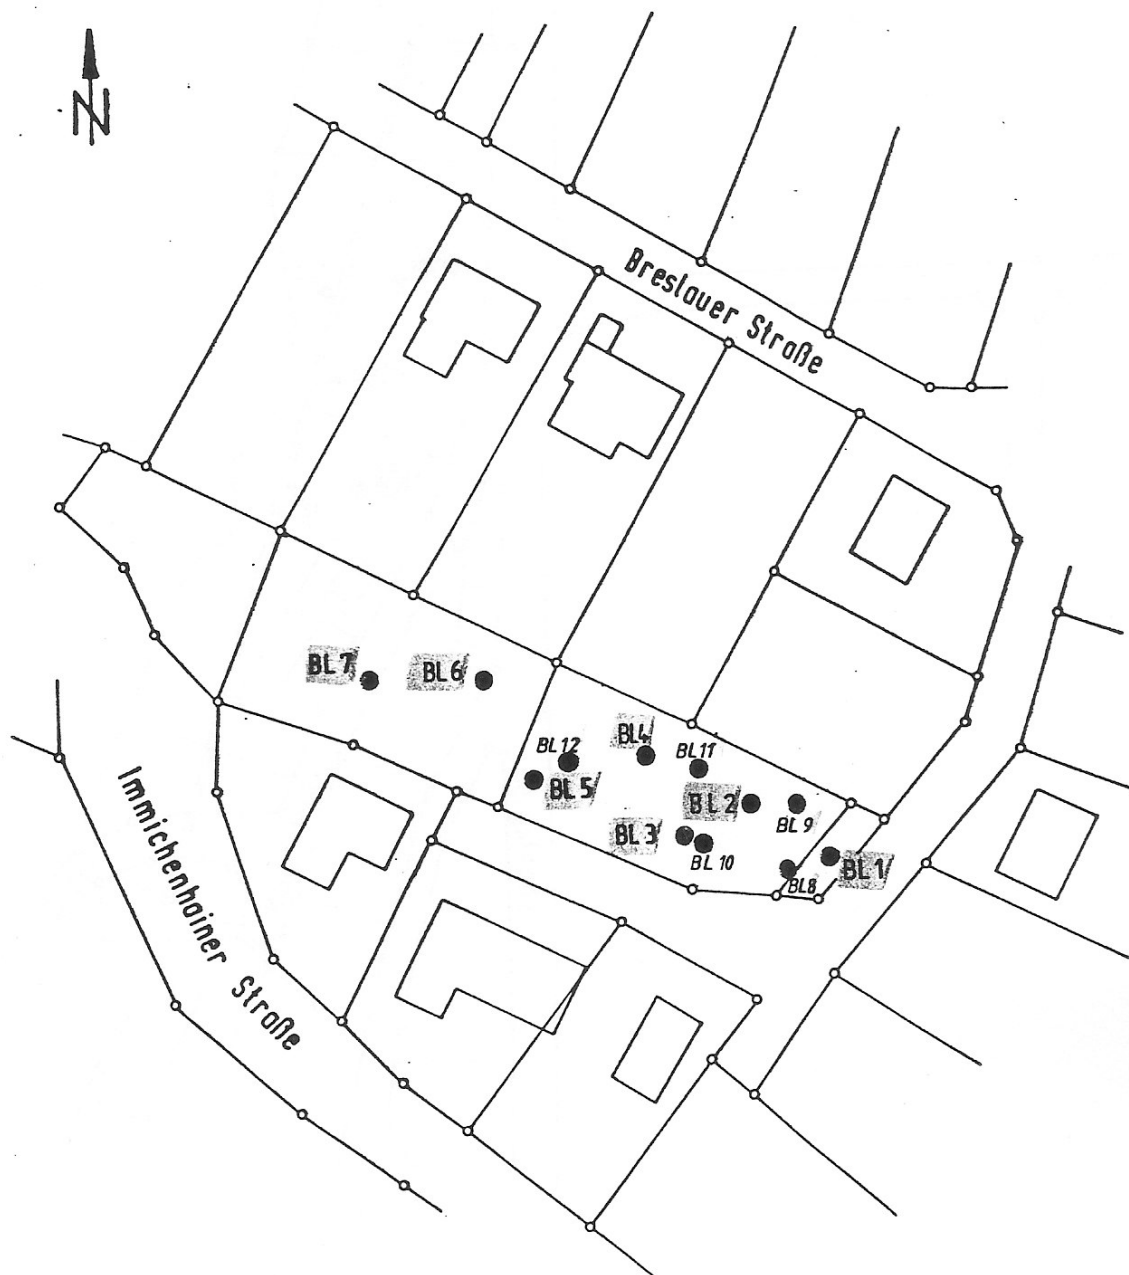 N
Breslauer Straße
BL 7
BL 6
BL 12
BL4
BL11
BL 5
BL 2
BL 9
BL 3
BL 10
BL8
BL 1
Immichenhainer Straße